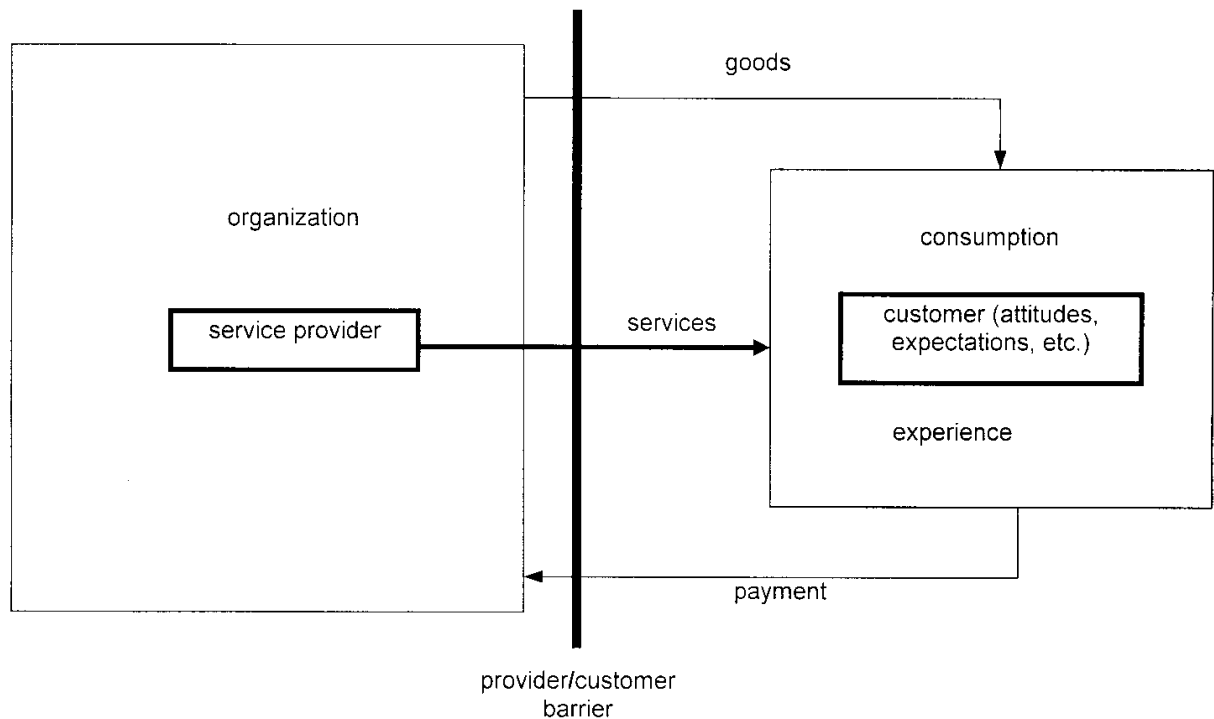 goods
organization
consumption
service provider
services
customer (attitudes,
expectations, etc.)
experience
payment
provider/customer
barrier